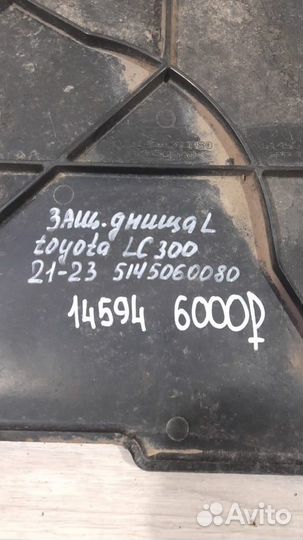 ЗАЩ. днища L
toyota LC 300
21-23 5145060080
14594 6000₽
Avito